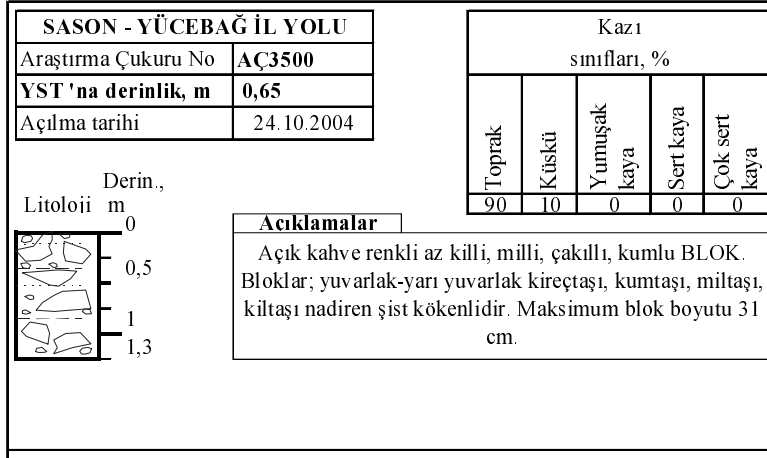 SASON - YÜCEBAĞ İL YOLU
Araştırma Çukuru No AÇ3500
YST 'na derinlik, m 0,65
Açılma tarihi 24.10.2004
Kazı
sınıfları, %
Toprak
Küskü
Yumuşak
kaya
Sert kaya
Çok sert
kaya
90 10 0 0 0
Derin.,
Litoloji m
0
0,5
1
1,3
Açıklamalar
Açık kahve renkli az killi, milli, çakıllı, kumlu BLOK.
Bloklar; yuvarlak-yarı yuvarlak kireçtaşı, kumtaşı, miltaşı,
kiltaşı nadiren şist kökenlidir. Maksimum blok boyutu 31
cm.